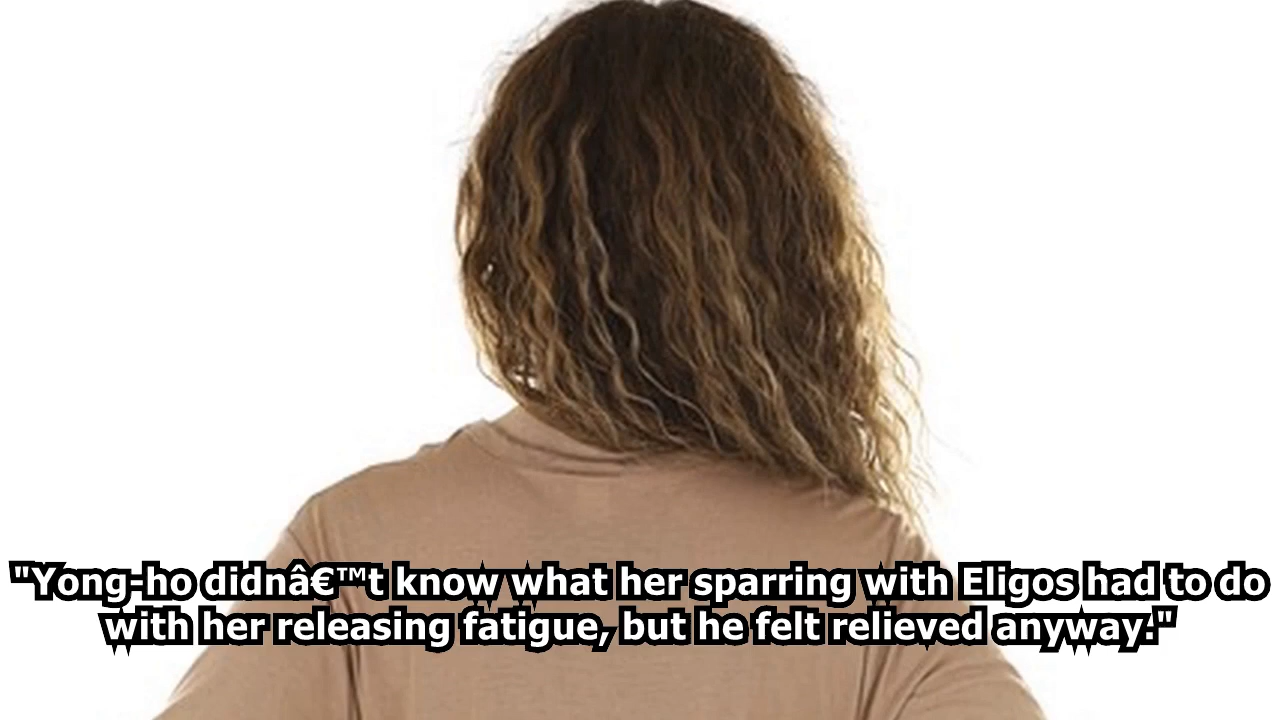 "Yong-ho didnâ€™t know what her sparring with Eligos had to do
with her releasing fatigue, but he felt relieved anyway."